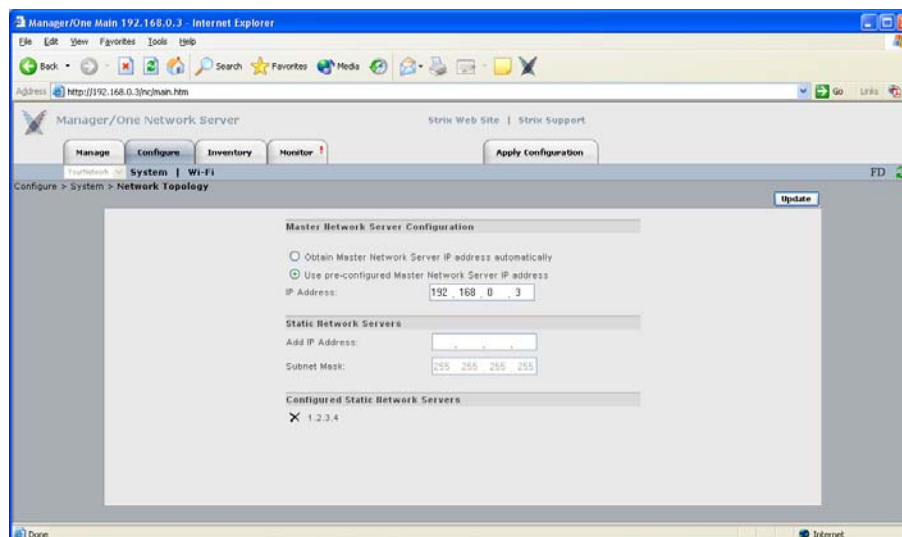 Manager/One Main 192.168.0.3 - Internet Explorer
File Edit View Favorites Tools Help
Back Search Favorites Media
Address http://192.168.0.3/nc/main.htm Go Links
Manager/One Network Server Strix Web Site | Strix Support
Manage Configure Inventory Monitor ! Apply Configuration
YourNetwork System | Wi-Fi FD
Configure > System > Network Topology
Update
Master Network Server Configuration
Obtain Master Network Server IP address automatically
Use pre-configured Master Network Server IP address
IP Address: 192 . 168 . 0 . 3
Static Network Servers
Add IP Address: . . .
Subnet Mask: 255 . 255 . 255 . 255
Configured Static Network Servers
1.2.3.4
Done Internet